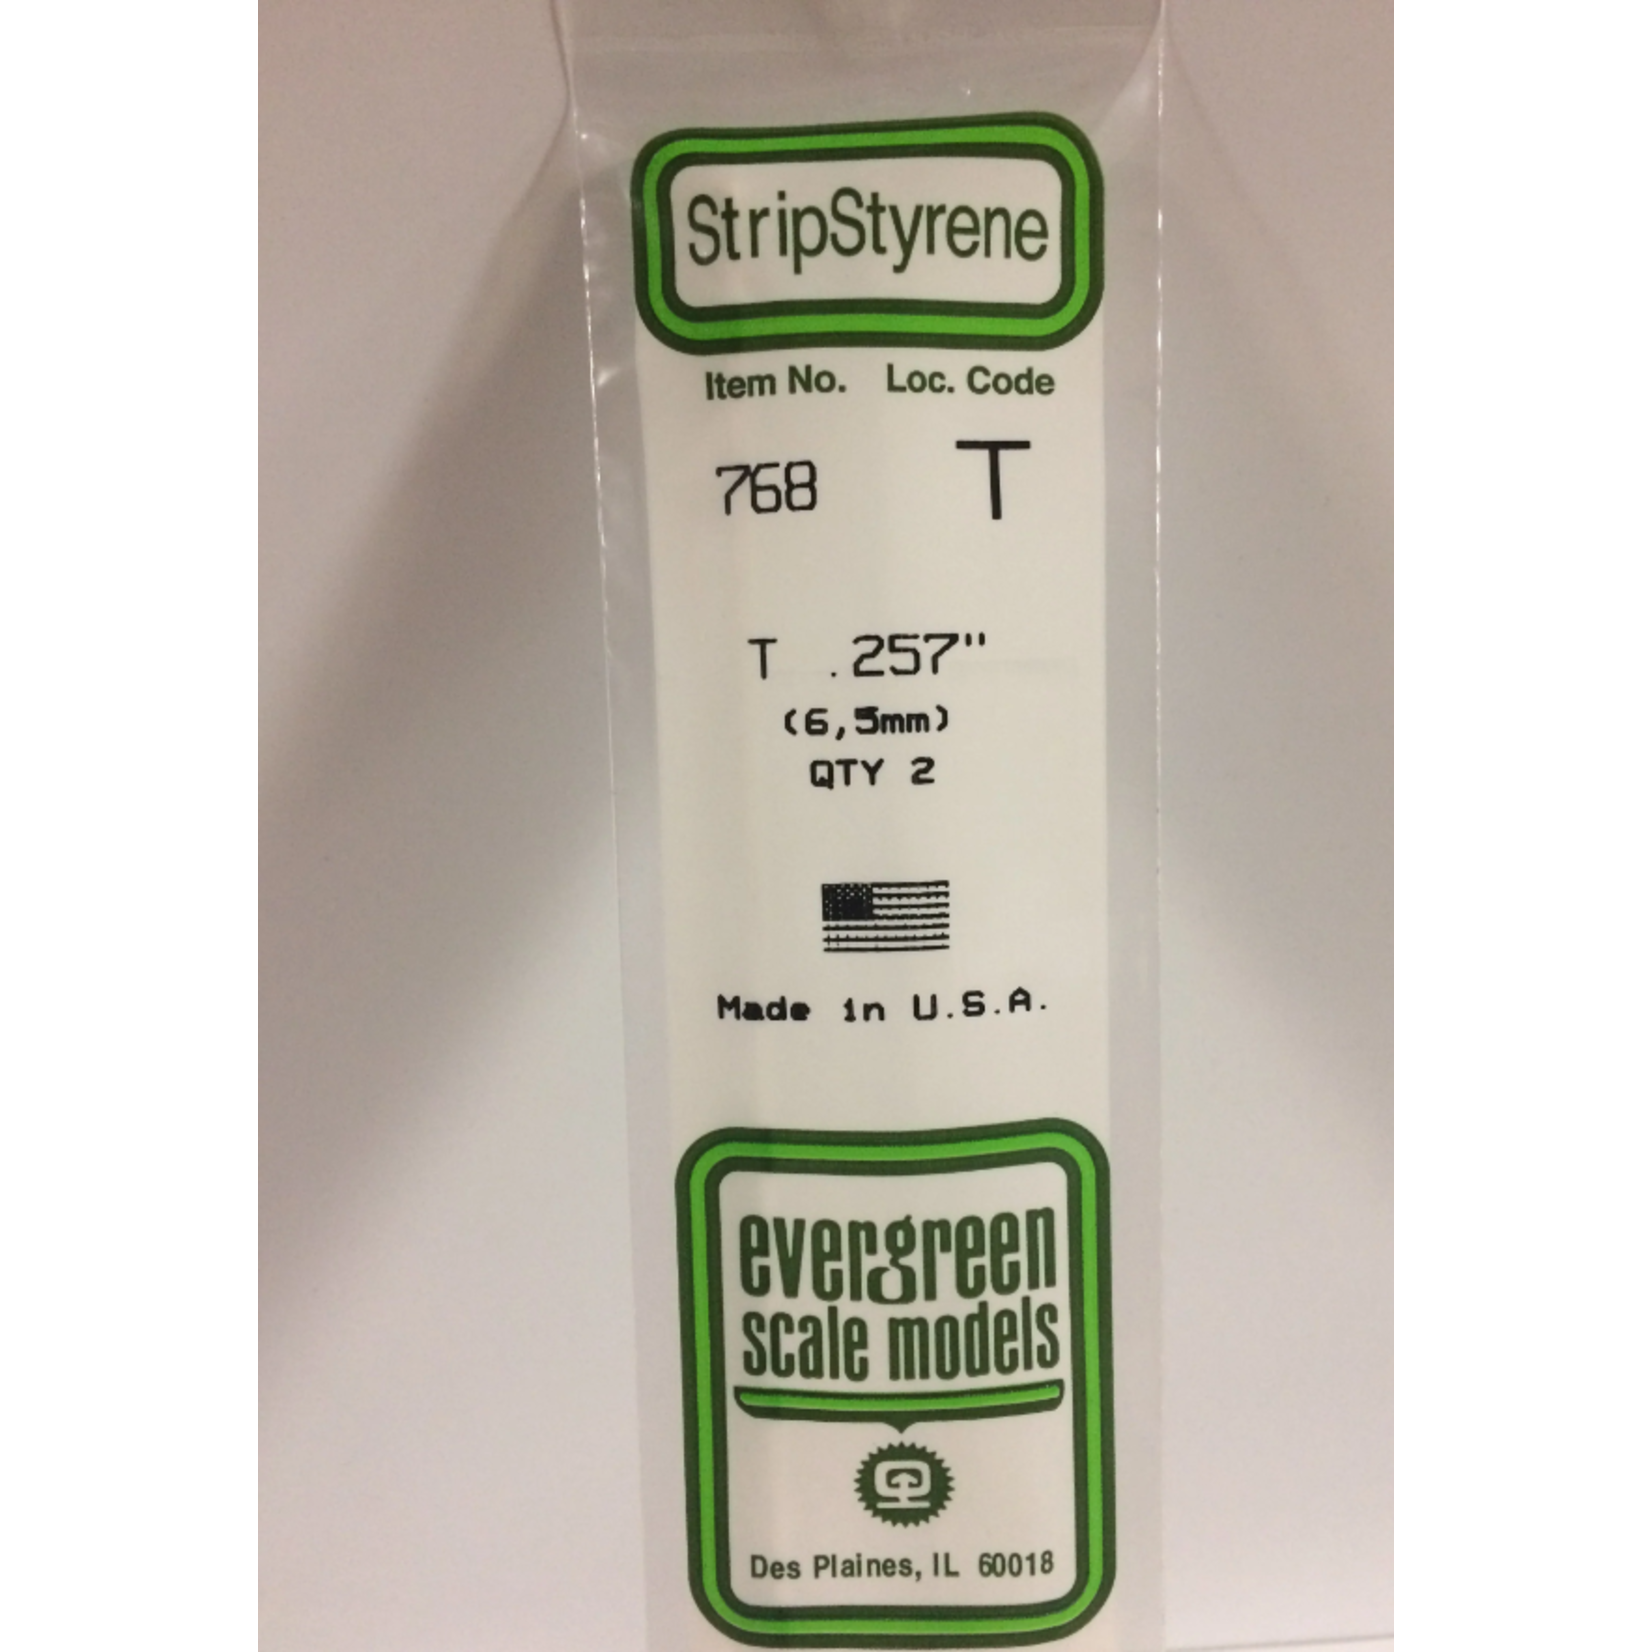 StripStyrene
Item No. Loc. Code
768 T
T .257"
(6,5mm)
QTY 2
Made in U.S.A.
evergreen
scale models
Des Plaines, IL 60018